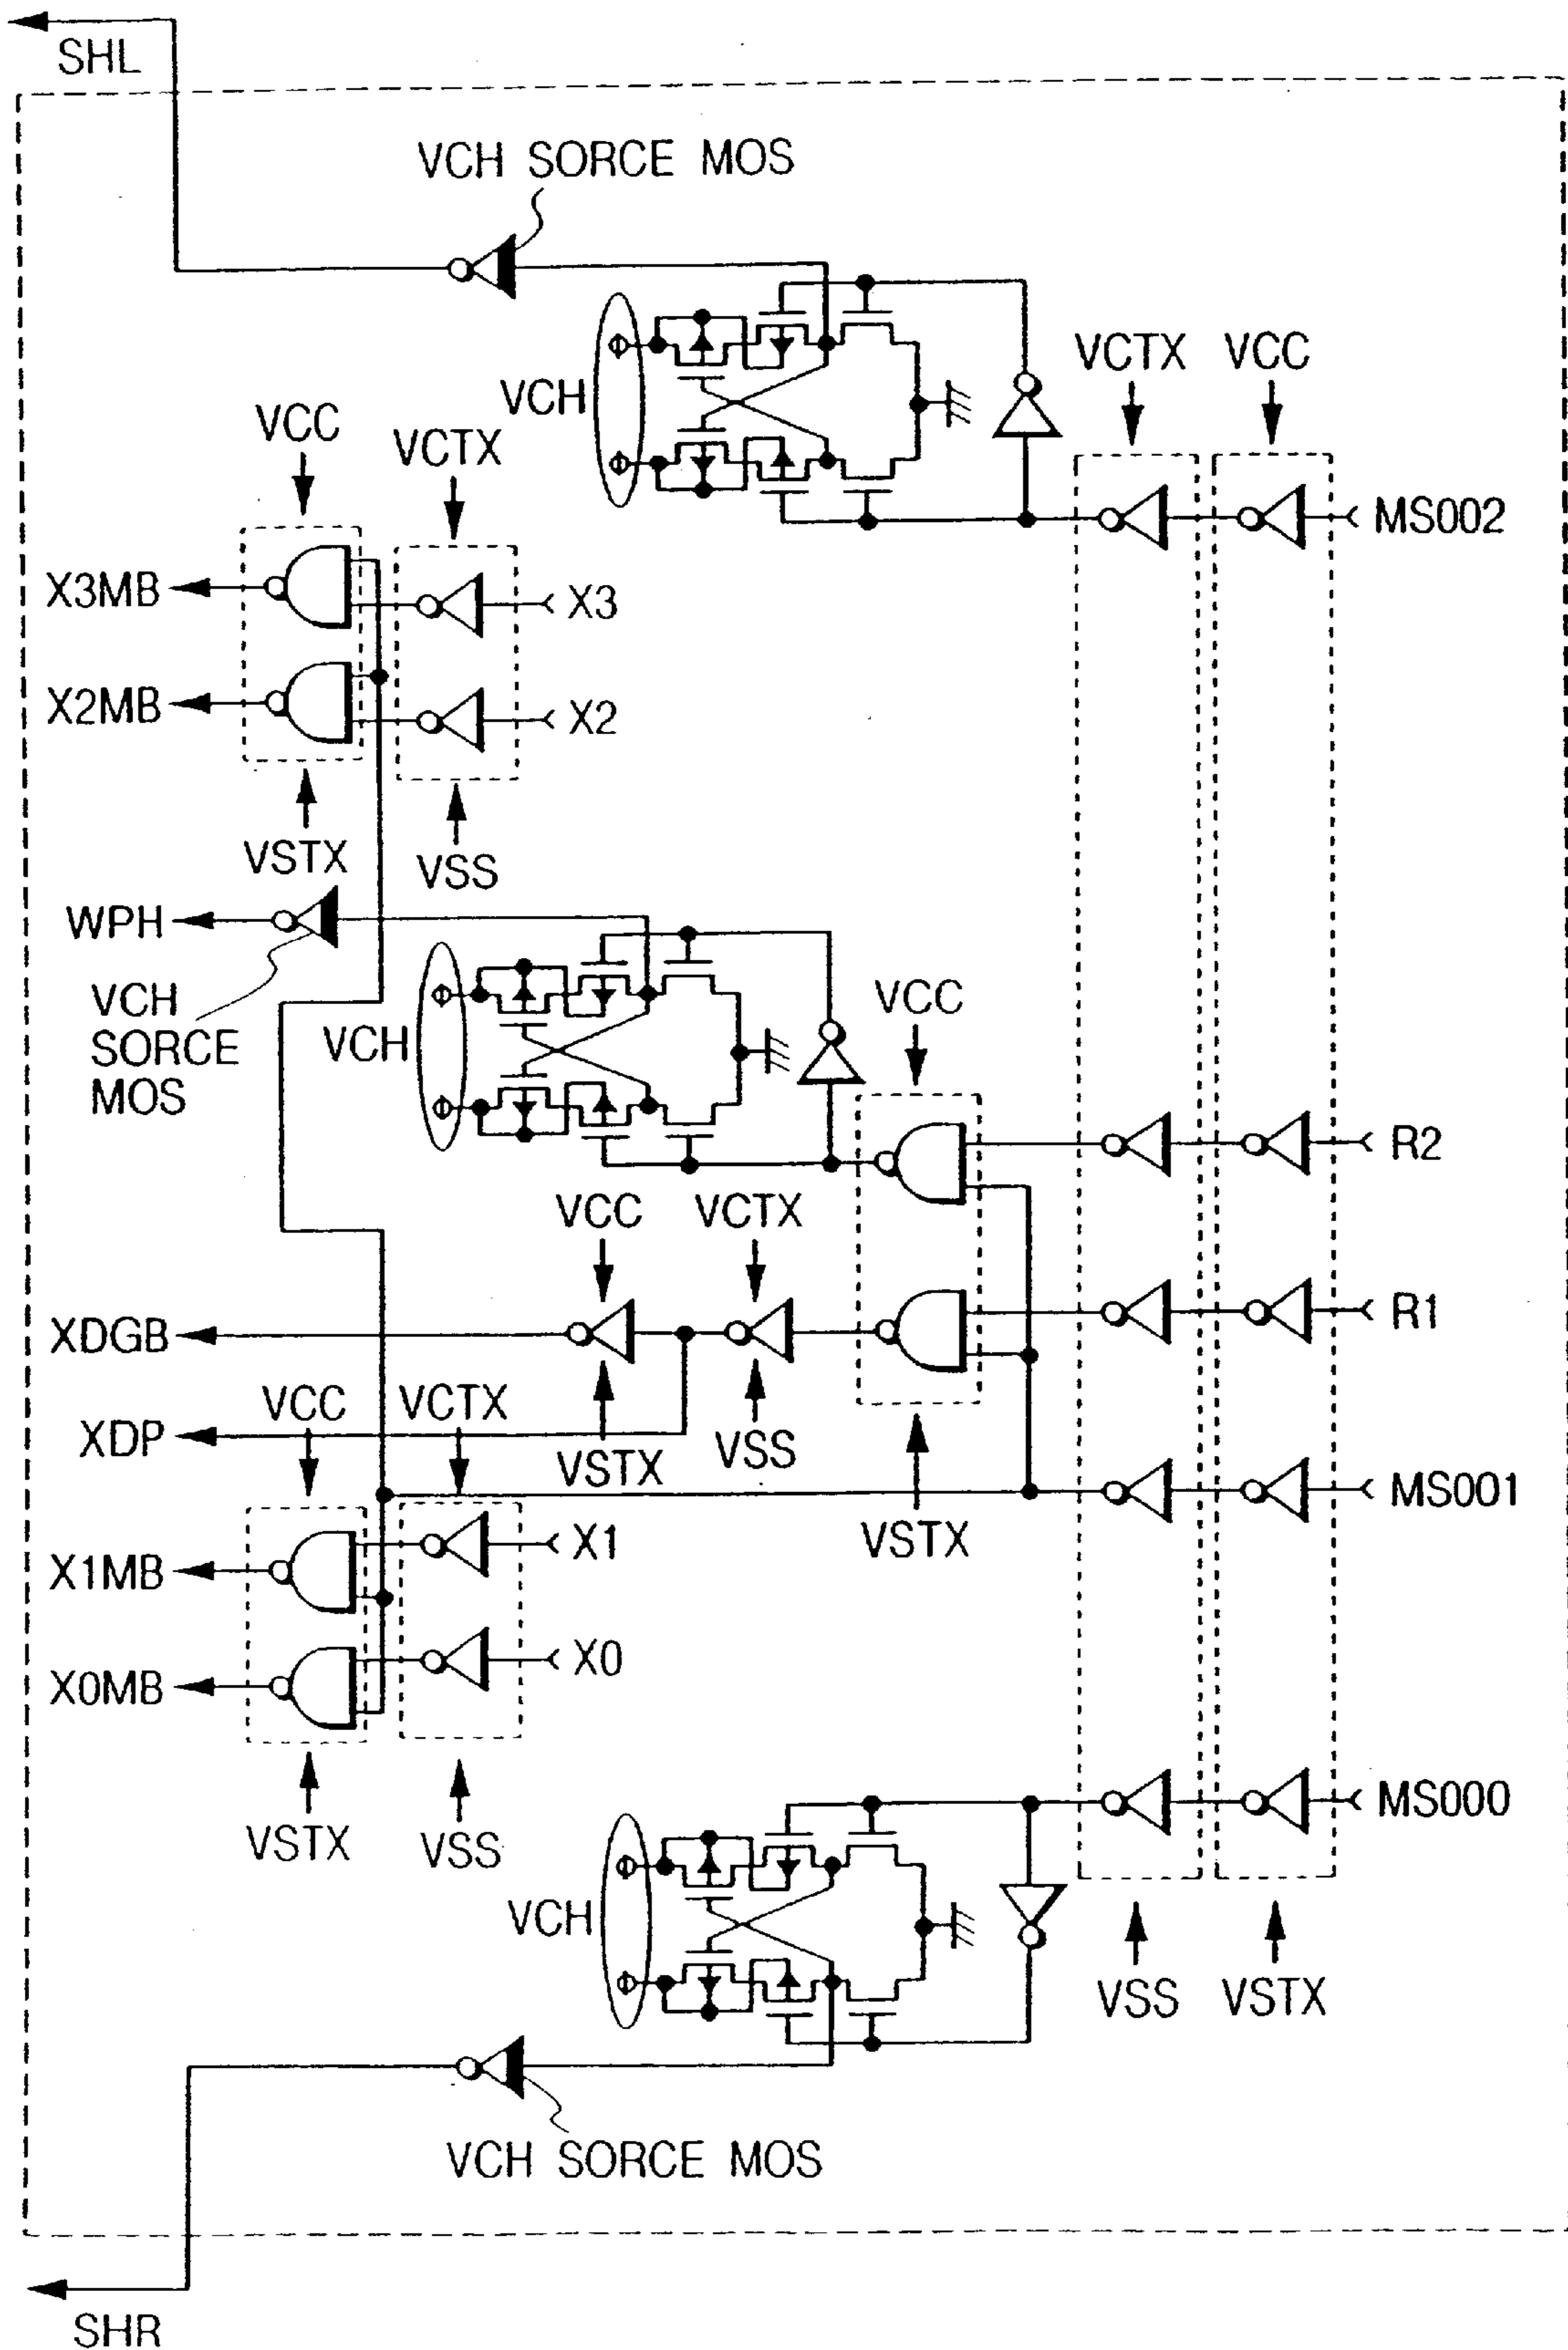 SHL
VCH SORCE MOS
VCTX
VCC
VCH
VCC
VCTX
MS002
X3MB
X3
X2MB
X2
VSTX
VSS
WPH
VCH
SORCE
MOS
VCH
VCC
R2
VCC
VCTX
XDGB
R1
VCC
VCTX
XDP
VSTX
VSS
MS001
VSTX
X1MB
X1
X0MB
X0
VSTX
VSS
MS000
VCH
VSS
VSTX
VCH SORCE MOS
SHR